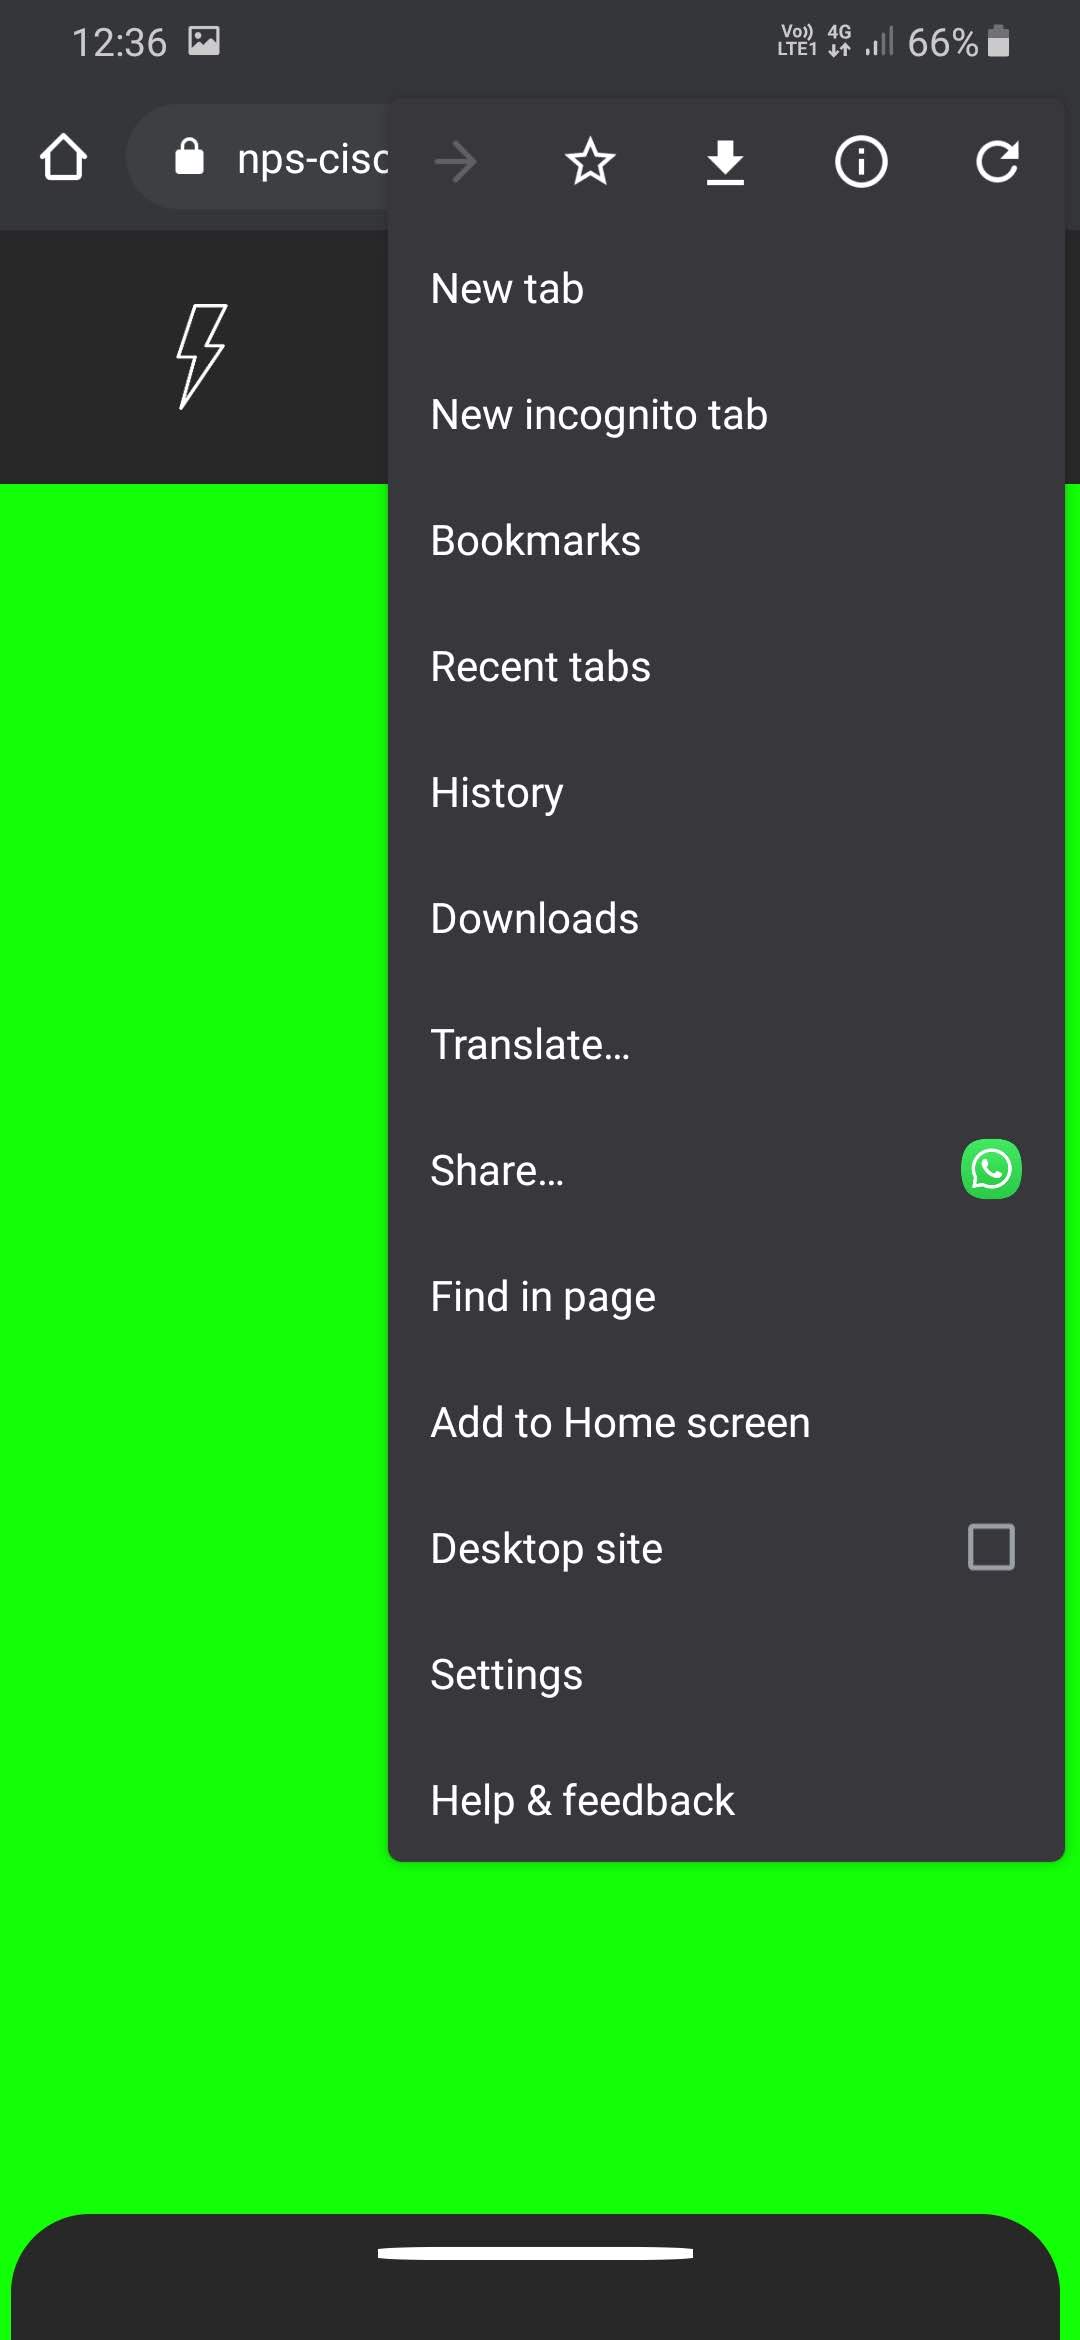 12:36
Vo)) 4G
LTE1
66%
nps-cisc
New tab
New incognito tab
Bookmarks
Recent tabs
History
Downloads
Translate...
Share...
Find in page
Add to Home screen
Desktop site
Settings
Help & feedback